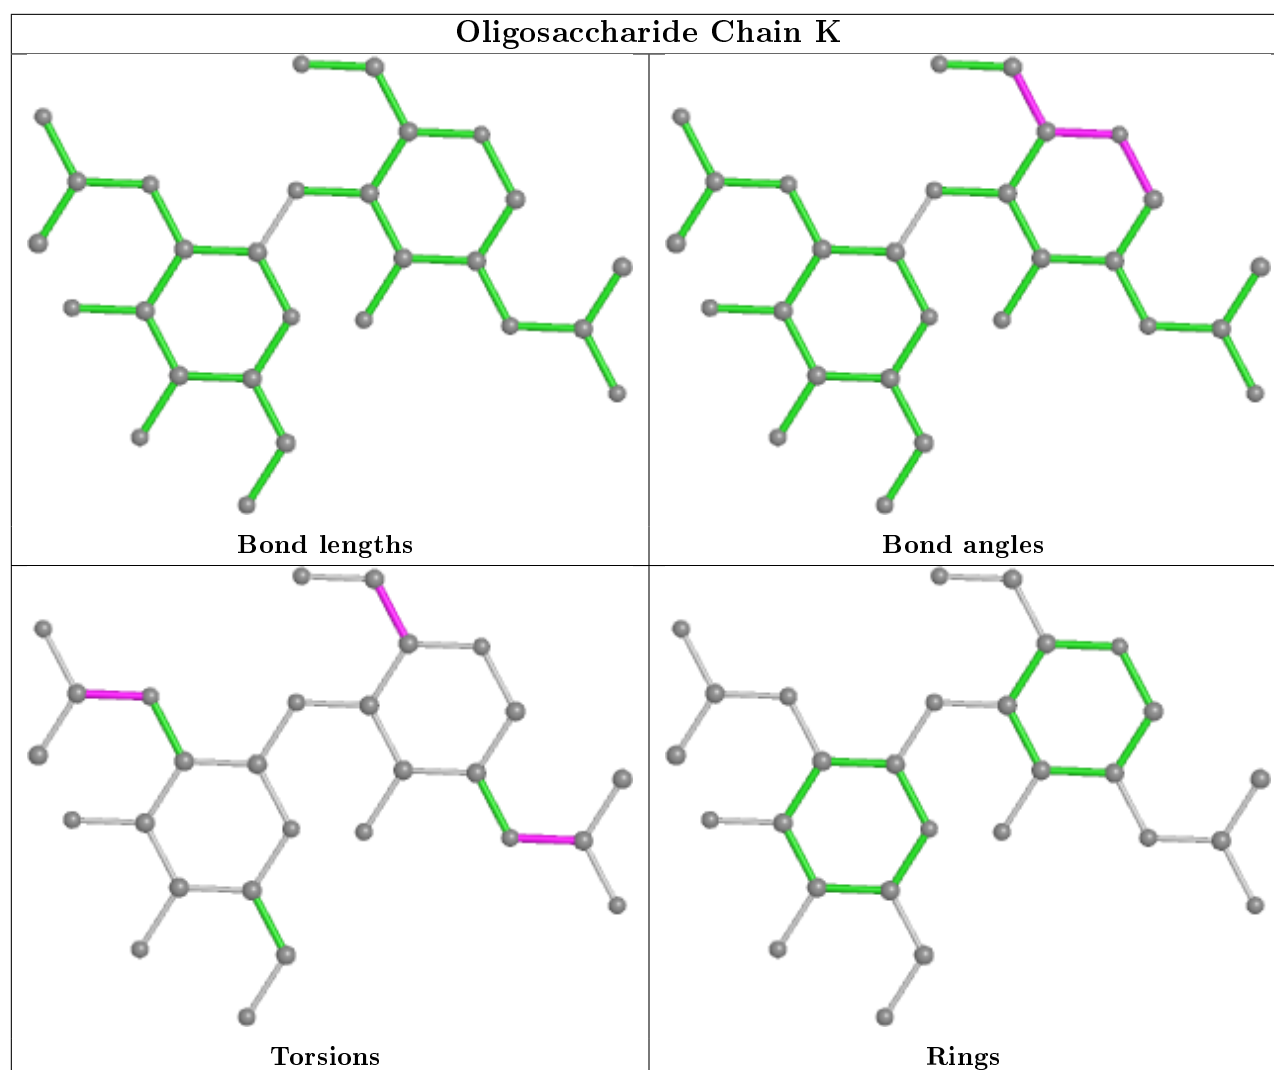 Oligosaccharide Chain K
Bond lengths
Bond angles
Torsions
Rings